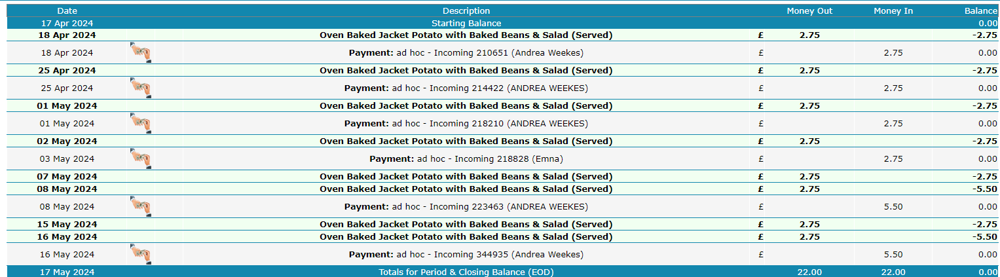 Date Description Money Out Money In Balance
17 Apr 2024 Starting Balance 0.00
18 Apr 2024 Oven Baked Jacket Potato with Baked Beans & Salad (Served) £ 2.75 -2.75
18 Apr 2024 Payment: ad hoc - Incoming 210651 (Andrea Weekes) £ 2.75 0.00
25 Apr 2024 Oven Baked Jacket Potato with Baked Beans & Salad (Served) £ 2.75 -2.75
25 Apr 2024 Payment: ad hoc - Incoming 214422 (ANDREA WEEKES) £ 2.75 0.00
01 May 2024 Oven Baked Jacket Potato with Baked Beans & Salad (Served) £ 2.75 -2.75
01 May 2024 Payment: ad hoc - Incoming 218210 (ANDREA WEEKES) £ 2.75 0.00
02 May 2024 Oven Baked Jacket Potato with Baked Beans & Salad (Served) £ 2.75 -2.75
03 May 2024 Payment: ad hoc - Incoming 218828 (Emna) £ 2.75 0.00
07 May 2024 Oven Baked Jacket Potato with Baked Beans & Salad (Served) £ 2.75 -2.75
08 May 2024 Oven Baked Jacket Potato with Baked Beans & Salad (Served) £ 2.75 -5.50
08 May 2024 Payment: ad hoc - Incoming 223463 (ANDREA WEEKES) £ 5.50 0.00
15 May 2024 Oven Baked Jacket Potato with Baked Beans & Salad (Served) £ 2.75 -2.75
16 May 2024 Oven Baked Jacket Potato with Baked Beans & Salad (Served) £ 2.75 -5.50
16 May 2024 Payment: ad hoc - Incoming 344935 (Andrea Weekes) £ 5.50 0.00
17 May 2024 Totals for Period & Closing Balance (EOD) 22.00 22.00 0.00